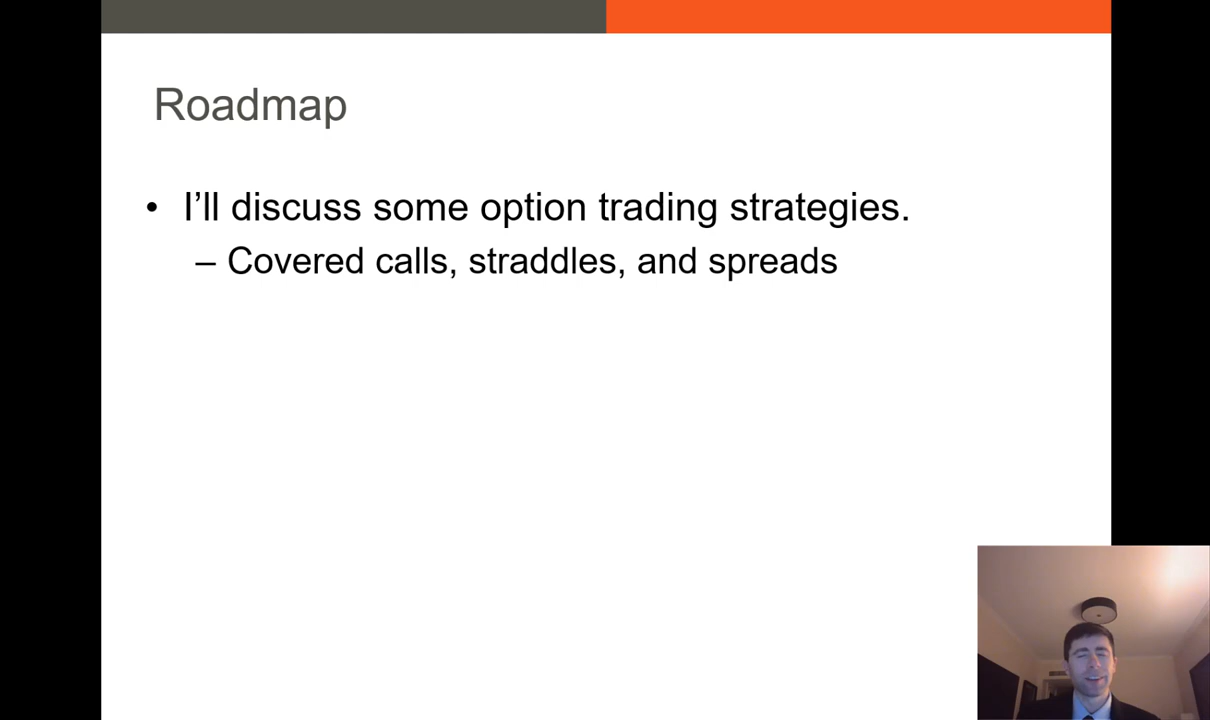 Roadmap
• I’ll discuss some option trading strategies.
– Covered calls, straddles, and spreads